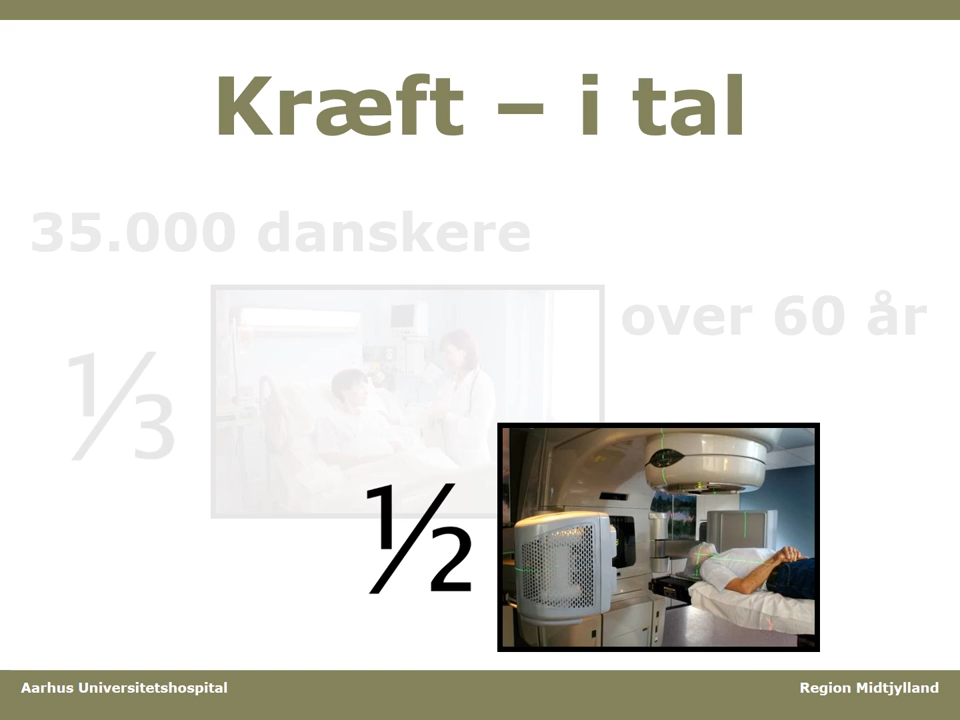 Kræft – i tal
35.000 danskere
over 60 år
⅓
½
Aarhus Universitetshospital
Region Midtjylland